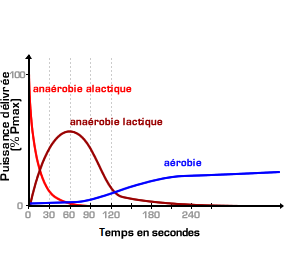 Puissance délivrée
(% Pmax)
100
anaérobie alactique
anaérobie lactique
aérobie
0
0 30 60 90 120 180 240
Temps en secondes